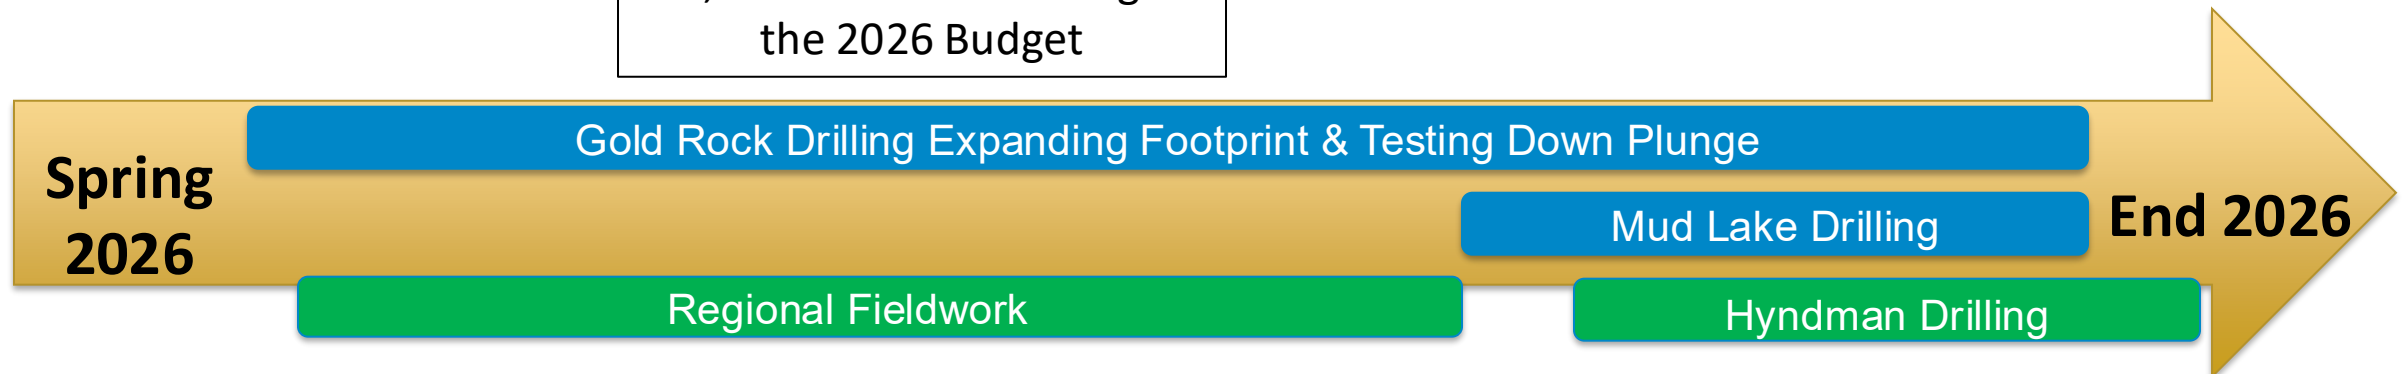 the 2026 Budget
Gold Rock Drilling Expanding Footprint & Testing Down Plunge
Spring
2026
Mud Lake Drilling
End 2026
Regional Fieldwork
Hyndman Drilling